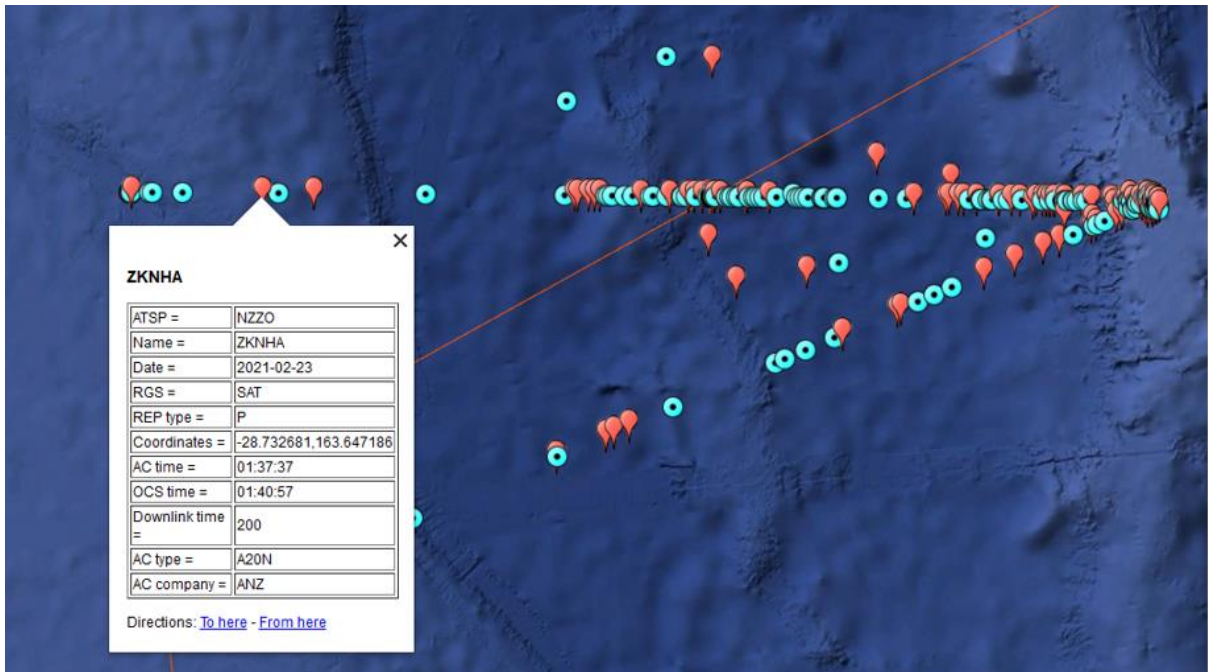 ZKNHA
ATSP = NZZO
Name = ZKNHA
Date = 2021-02-23
RGS = SAT
REP type = P
Coordinates = -28.732681,163.647186
AC time = 01:37:37
OCS time = 01:40:57
Downlink time = 200
AC type = A20N
AC company = ANZ
Directions: To here - From here